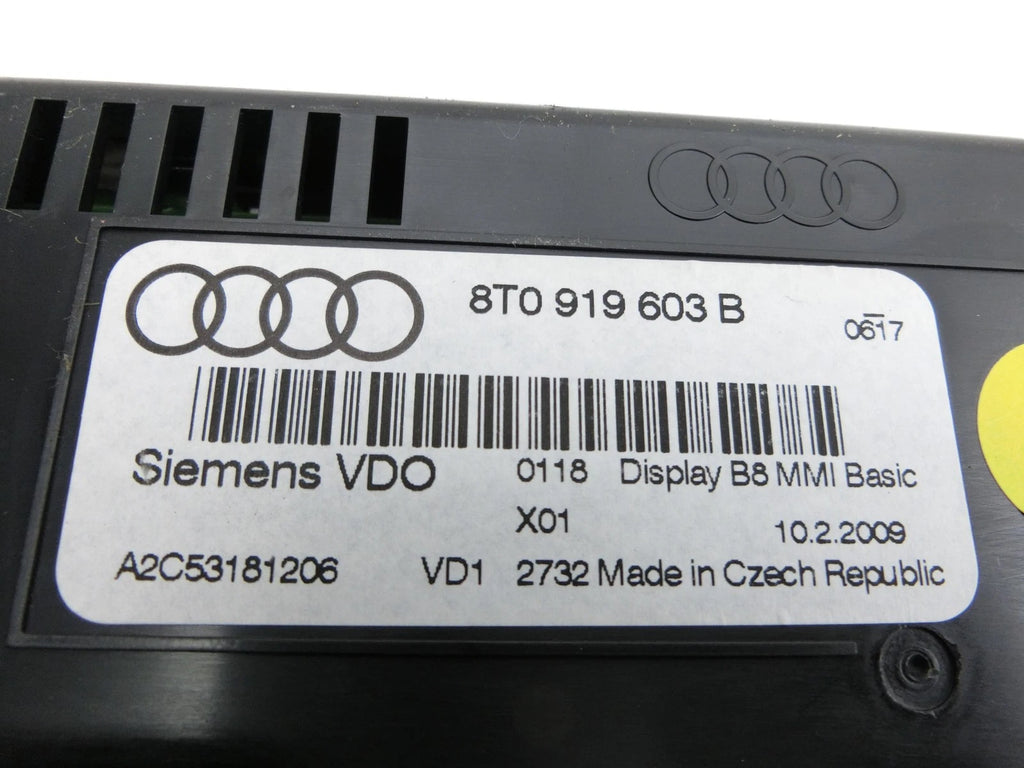 8T0 919 603 B
0617
Siemens VDO 0118 Display B8 MMI Basic
X01 10.2.2009
A2C53181206 VD1 2732 Made in Czech Republic